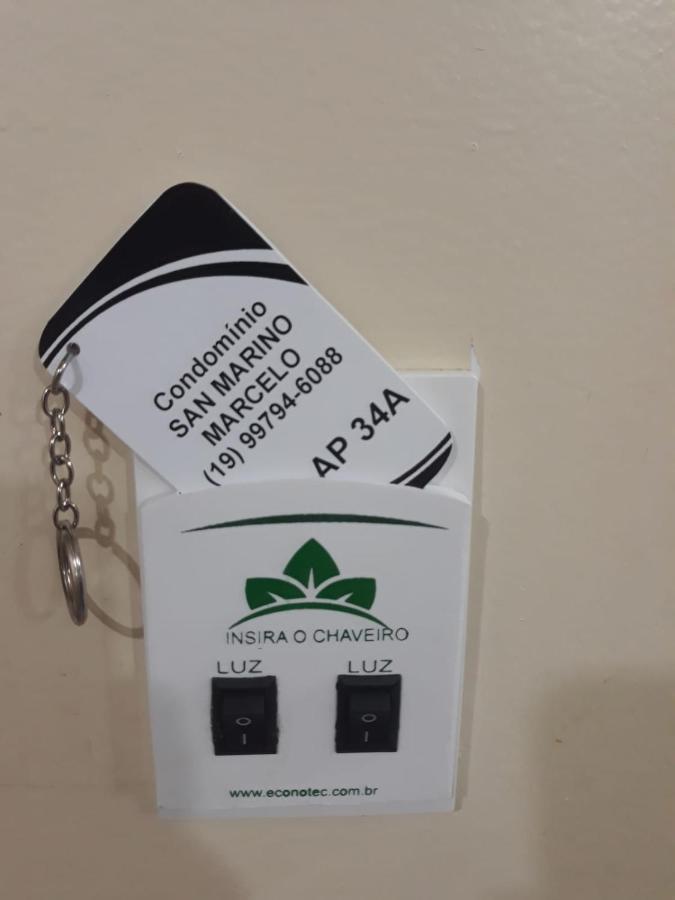 Condomínio
SAN MARINO
MARCELO
(19) 99794-6088
AP 34A
INSIRA O CHAVEIRO
LUZ LUZ
O O
I I
www.econotec.com.br